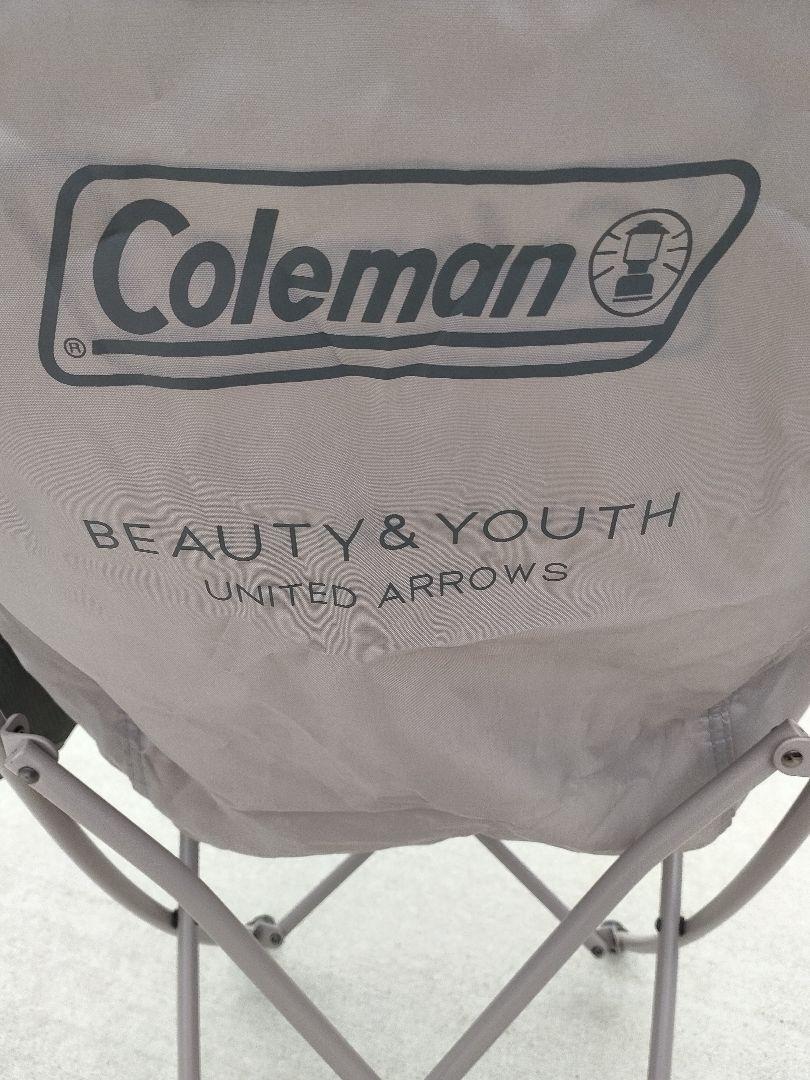 Coleman
®
BEAUTY & YOUTH
UNITED ARROWS